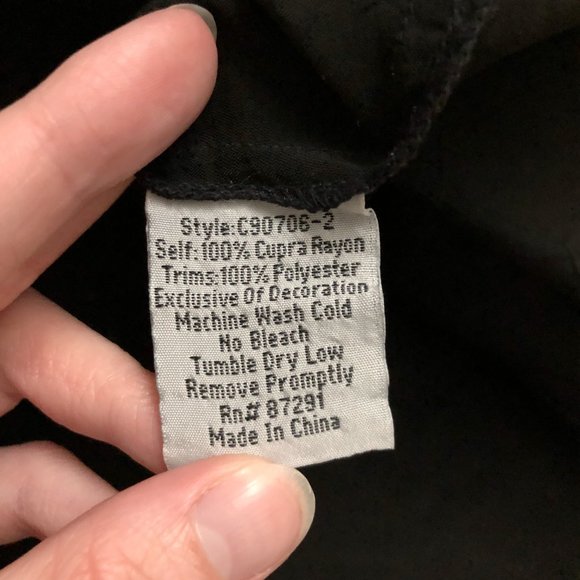 Style:C90706-2
Self:100% Cupra Rayon
Trims:100% Polyester
Exclusive Of Decoration
Machine Wash Cold
No Bleach
Tumble Dry Low
Remove Promptly
Rn# 87291
Made In China